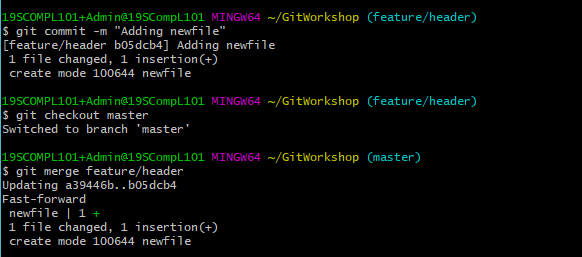 19SCOMPL101+Admin@19SCompL101 MINGW64 ~/GitWorkshop (feature/header)
$ git commit -m "Adding newfile"
[feature/header b05dcb4] Adding newfile
 1 file changed, 1 insertion(+)
 create mode 100644 newfile
19SCOMPL101+Admin@19SCompL101 MINGW64 ~/GitWorkshop (feature/header)
$ git checkout master
Switched to branch 'master'
19SCOMPL101+Admin@19SCompL101 MINGW64 ~/GitWorkshop (master)
$ git merge feature/header
Updating a39446b..b05dcb4
Fast-forward
 newfile | 1 +
 1 file changed, 1 insertion(+)
 create mode 100644 newfile